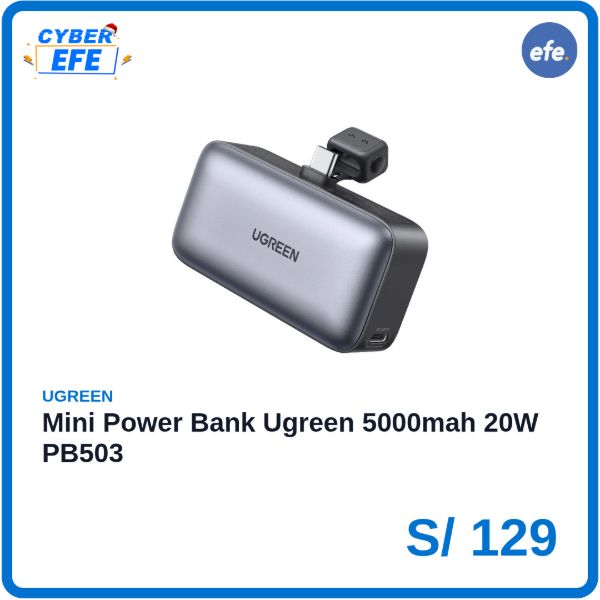 CYBER
EFE
efe.
UGREEN
UGREEN
Mini Power Bank Ugreen 5000mah 20W
PB503
S/ 129